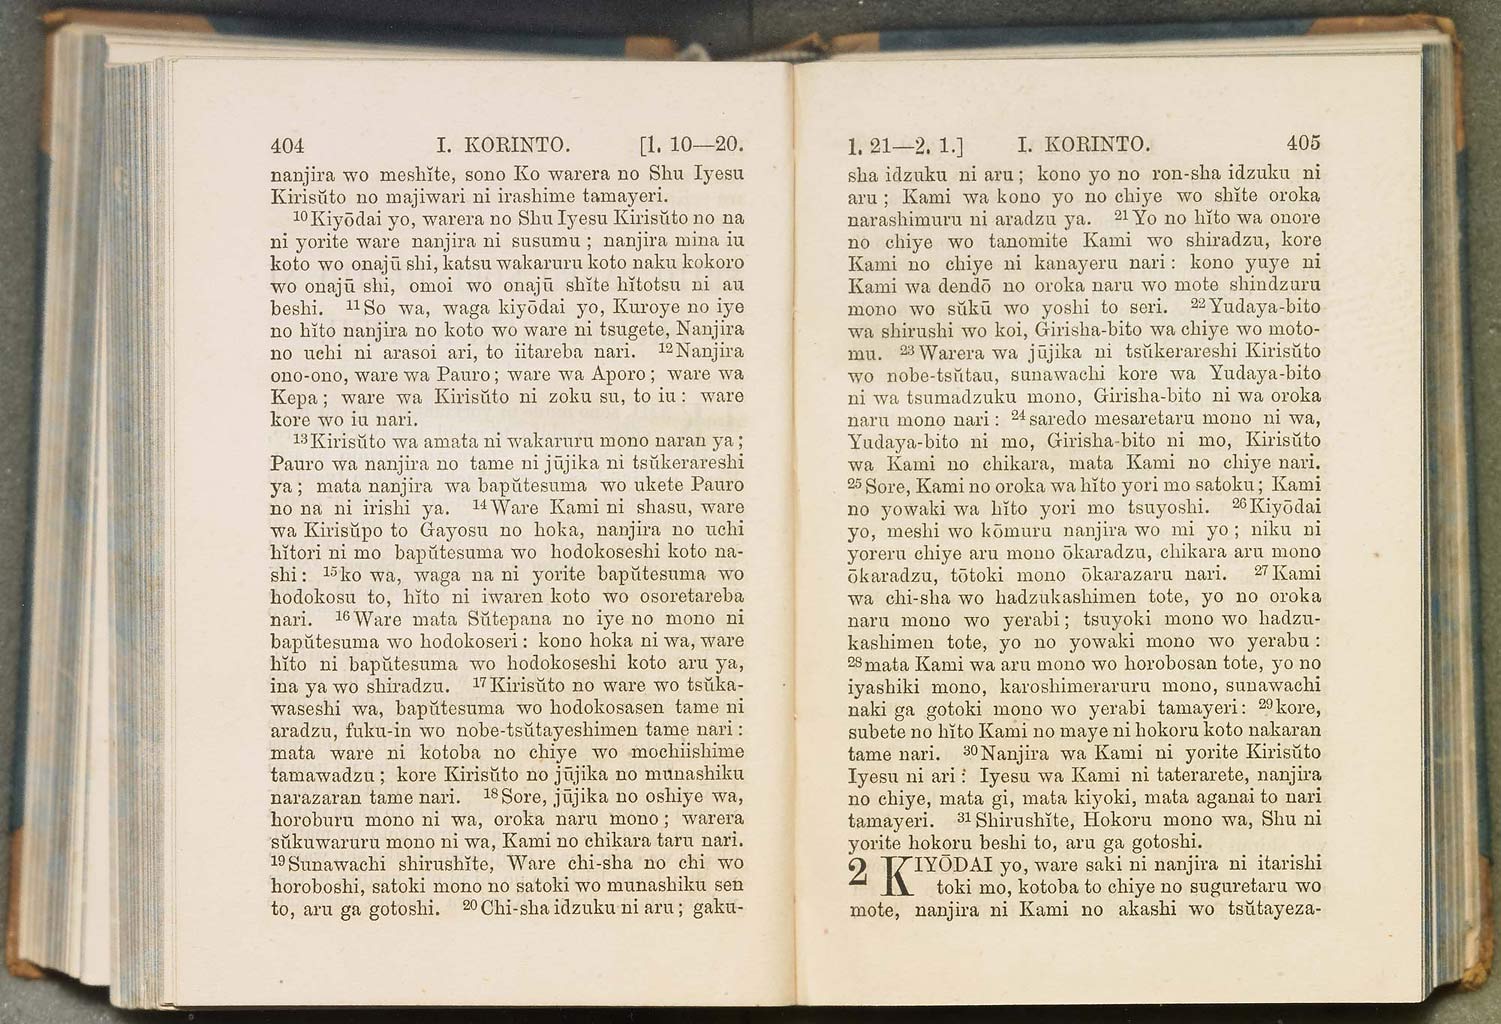 404 I. KORINTO. [1. 10—20.
nanjira wo meshĭte, sono Ko warera no Shu Iyesu
Kirisŭto no majiwari ni irashime tamayeri.
¹⁰Kiyōdai yo, warera no Shu Iyesu Kirisŭto no na
ni yorite ware nanjira ni susumu; nanjira mina iu
koto wo onajū shi, katsu wakaruru koto naku kokoro
wo onajū shi, omoi wo onajū shĭte hĭtotsu ni au
beshi. ¹¹So wa, waga kiyōdai yo, Kuroye no iye
no hĭto nanjira no koto wo ware ni tsugete, Nanjira
no uchi ni arasoi ari, to iitareba nari. ¹²Nanjira
ono-ono, ware wa Pauro; ware wa Aporo; ware wa
Kepa; ware wa Kirisŭto ni zoku su, to iu: ware
kore wo iu nari.
¹³Kirisŭto wa amata ni wakaruru mono naran ya;
Pauro wa nanjira no tame ni jūjika ni tsŭkerareshi
ya; mata nanjira wa bapŭtesuma wo ukete Pauro
no na ni irishi ya. ¹⁴Ware Kami ni shasu, ware
wa Kirisŭpo to Gayosu no hoka, nanjira no uchi
hĭtori ni mo bapŭtesuma wo hodokoseshi koto na-
shi: ¹⁵ko wa, waga na ni yorite bapŭtesuma wo
hodokosu to, hĭto ni iwaren koto wo osoretareba
nari. ¹⁶Ware mata Sŭtepana no iye no mono ni
bapŭtesuma wo hodokoseri: kono hoka ni wa, ware
hĭto ni bapŭtesuma wo hodokoseshi koto aru ya,
ina ya wo shiradzu. ¹⁷Kirisŭto no ware wo tsŭka-
waseshi wa, bapŭtesuma wo hodokosasen tame ni
aradzu, fuku-in wo nobe-tsŭtayeshimen tame nari:
mata ware ni kotoba no chiye wo mochiishime
tamawadzu; kore Kirisŭto no jūjika no munashiku
narazaran tame nari. ¹⁸Sore, jūjika no oshiye wa,
horoburu mono ni wa, oroka naru mono; warera
sŭkuwaruru mono ni wa, Kami no chikara taru nari.
¹⁹Sunawachi shirushĭte, Ware chi-sha no chi wo
horoboshi, satoki mono no satoki wo munashiku sen
to, aru ga gotoshi. ²⁰Chi-sha idzuku ni aru; gaku-
1. 21—2. 1.] I. KORINTO. 405
sha idzuku ni aru; kono yo no ron-sha idzuku ni
aru; Kami wa kono yo no chiye wo shĭte oroka
narashimuru ni aradzu ya. ²¹Yo no hĭto wa onore
no chiye wo tanomite Kami wo shiradzu, kore
Kami no chiye ni kanayeru nari: kono yuye ni
Kami wa dendō no oroka naru wo mote shindzuru
mono wo sŭkū wo yoshi to seri. ²²Yudaya-bito
wa shirushi wo koi, Girisha-bito wa chiye wo moto-
mu. ²³Warera wa jūjika ni tsŭkerareshi Kirisŭto
wo nobe-tsŭtau, sunawachi kore wa Yudaya-bito
ni wa tsumadzuku mono, Girisha-bito ni wa oroka
naru mono nari: ²⁴saredo mesaretaru mono ni wa,
Yudaya-bito ni mo, Girisha-bito ni mo, Kirisŭto
wa Kami no chikara, mata Kami no chiye nari.
²⁵Sore, Kami no oroka wa hĭto yori mo satoku; Kami
no yowaki wa hĭto yori mo tsuyoshi. ²⁶Kiyōdai
yo, meshi wo kōmuru nanjira wo mi yo; niku ni
yoreru chiye aru mono ōkaradzu, chikara aru mono
ōkaradzu, tōtoki mono ōkarazaru nari. ²⁷Kami
wa chi-sha wo hadzukashimen tote, yo no oroka
naru mono wo yerabi; tsuyoki mono wo hadzu-
kashimen tote, yo no yowaki mono wo yerabu:
²⁸mata Kami wa aru mono wo horobosan tote, yo no
iyashiki mono, karoshimeraruru mono, sunawachi
naki ga gotoki mono wo yerabi tamayeri: ²⁹kore,
subete no hĭto Kami no maye ni hokoru koto nakaran
tame nari. ³⁰Nanjira wa Kami ni yorite Kirisŭto
Iyesu ni ari: Iyesu wa Kami ni taterarete, nanjira
no chiye, mata gi, mata kiyoki, mata aganai to nari
tamayeri. ³¹Shirushĭte, Hokoru mono wa, Shu ni
yorite hokoru beshi to, aru ga gotoshi.
2 KIYŌDAI yo, ware saki ni nanjira ni itarishi
toki mo, kotoba to chiye no suguretaru wo
mote, nanjira ni Kami no akashi wo tsŭtayeza-